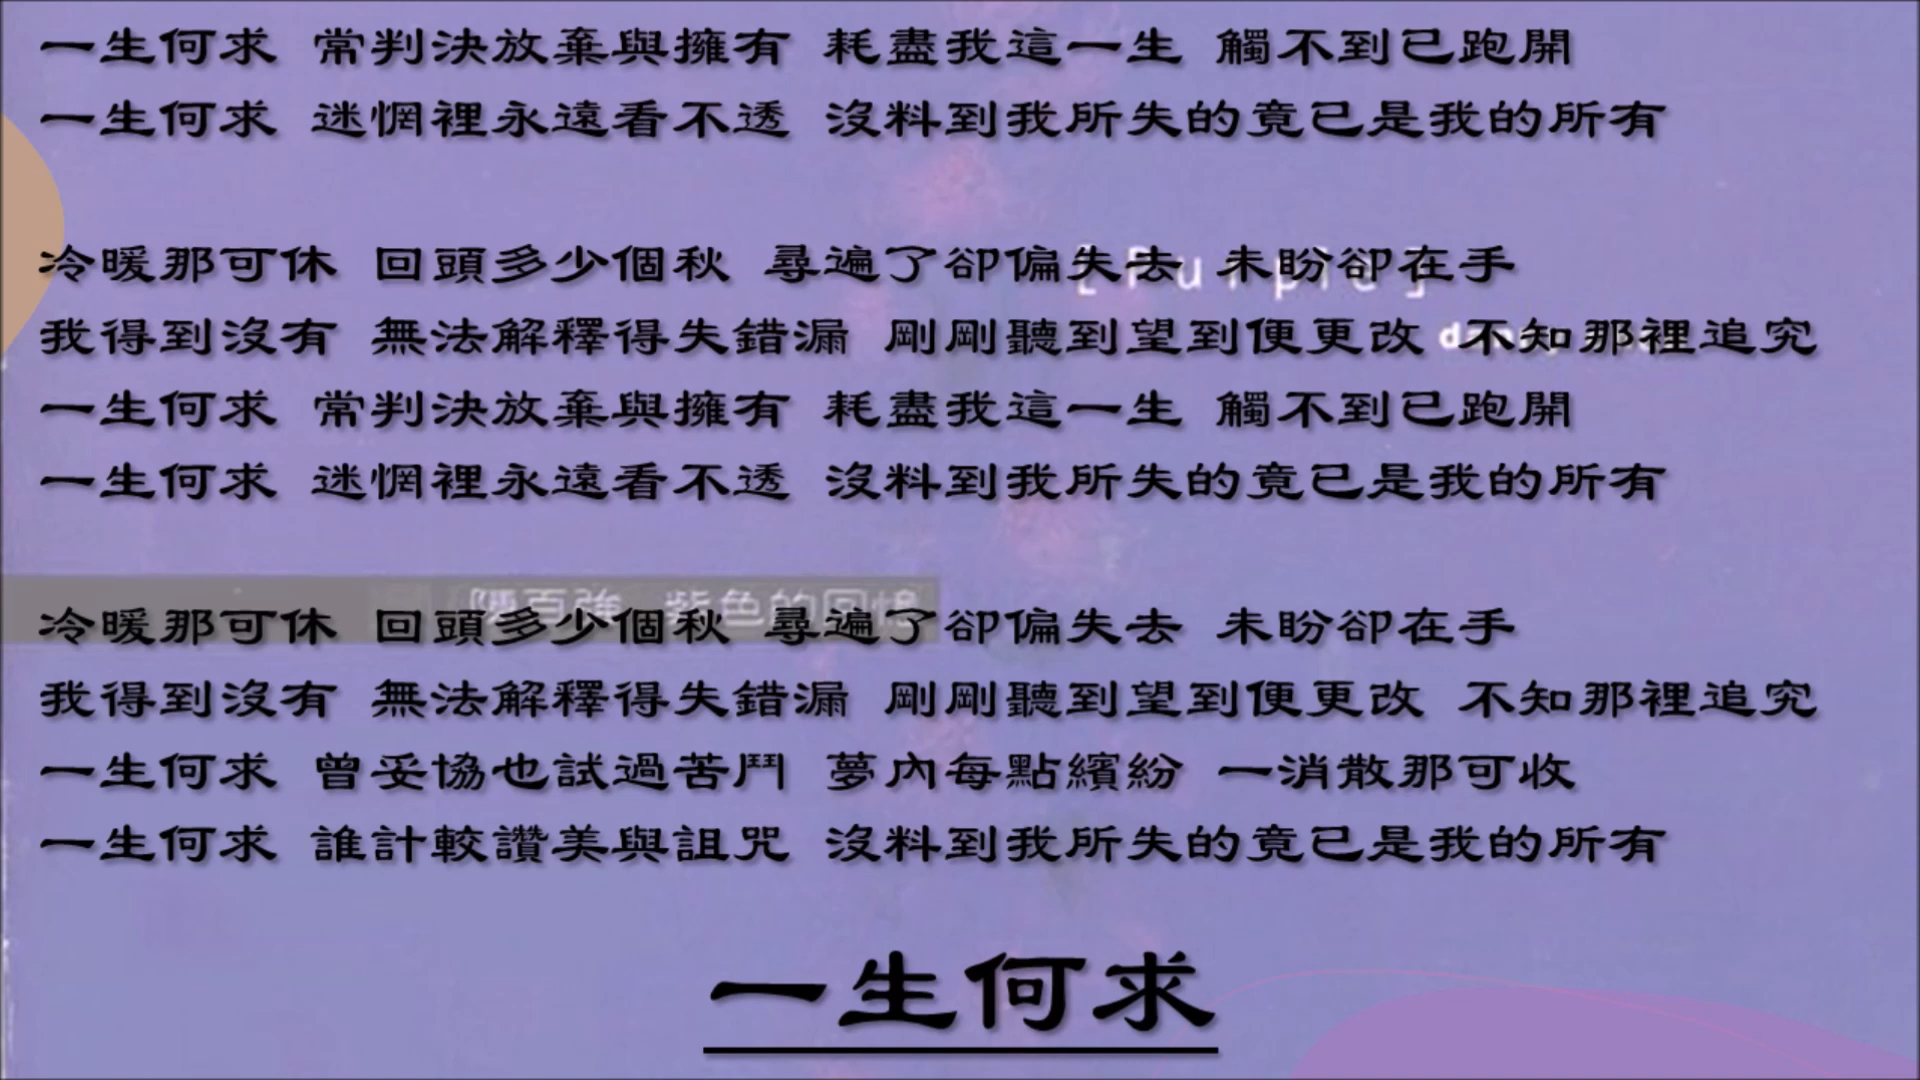 一生何求 常判決放棄與擁有 耗盡我這一生 觸不到已跑開
一生何求 迷惘裡永遠看不透 沒料到我所失的竟已是我的所有
冷暖那可休 回頭多少個秋 尋遍了卻偏失去 未盼卻在手
[Purple]
我得到沒有 無法解釋得失錯漏 剛剛聽到望到便更改 不知那裡追究
一生何求 常判決放棄與擁有 耗盡我這一生 觸不到已跑開
一生何求 迷惘裡永遠看不透 沒料到我所失的竟已是我的所有
陳百強 紫色的回憶
冷暖那可休 回頭多少個秋 尋遍了卻偏失去 未盼卻在手
我得到沒有 無法解釋得失錯漏 剛剛聽到望到便更改 不知那裡追究
一生何求 曾妥協也試過苦鬥 夢內每點繽紛 一消散那可收
一生何求 誰計較讚美與詛咒 沒料到我所失的竟已是我的所有
一生何求